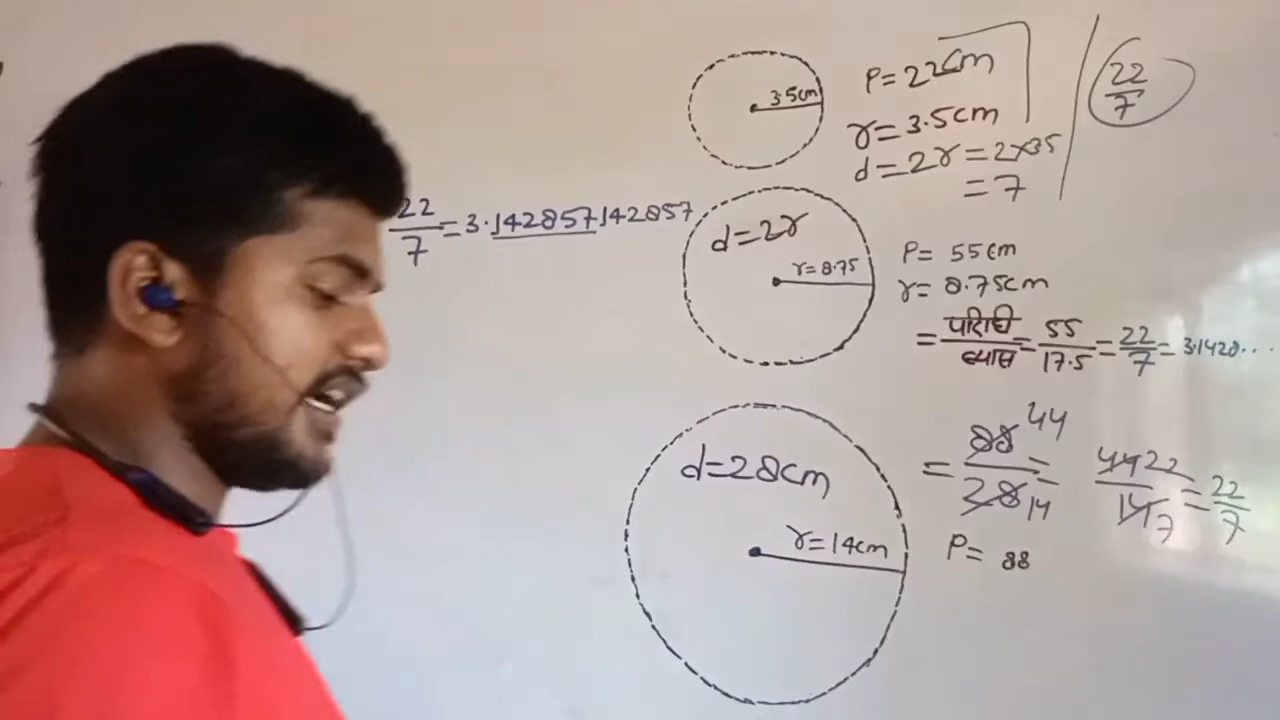 3.5cm
P=22cm
r=3.5cm
d=2r=2×35
=7
22/7
22/7=3.142857142857
d=2r
r=8.75
P= 55cm
r= 8.75cm
=परिधि/व्यास=55/17.5=22/7=3.1428...
d=28cm
r=14cm
=88/28 44/14= 44/14 22/7=22/7
P= 88